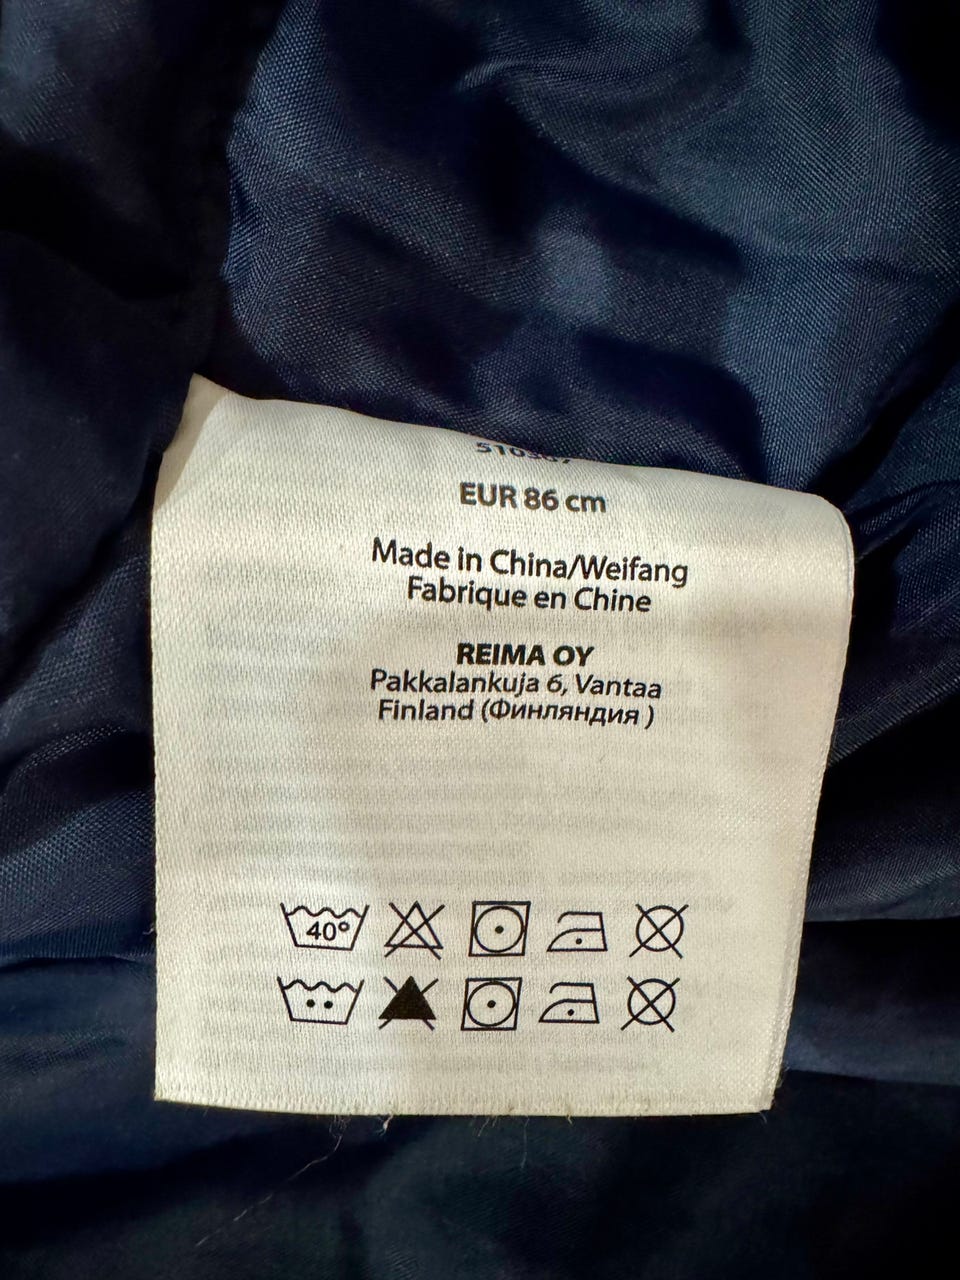 EUR 86 cm
Made in China/Weifang
Fabrique en Chine
REIMA OY
Pakkalankuja 6, Vantaa
Finland (Финляндия )
40°